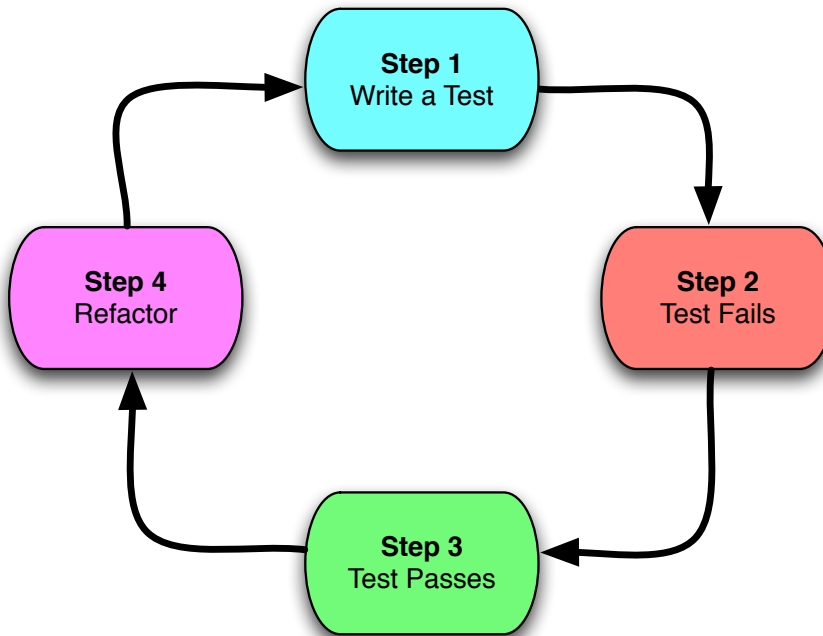 Step 1
Write a Test
Step 2
Test Fails
Step 3
Test Passes
Step 4
Refactor